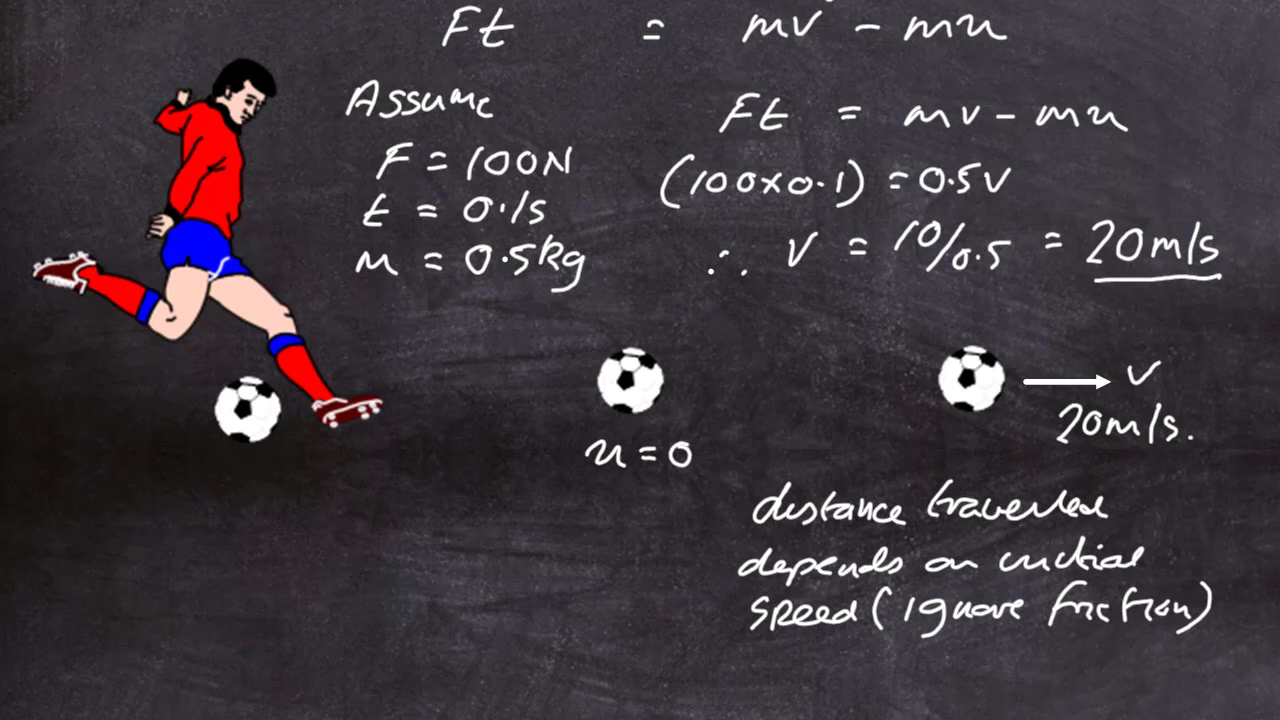 Ft = mv - mu
Assume
F = 100N
t = 0.1s
m = 0.5kg
Ft = mv - mu
(100x0.1) = 0.5v
∴ v = 10/0.5 = 20m/s
u = 0
v
20m/s.
distance travelled
depends on initial
speed (ignore friction)